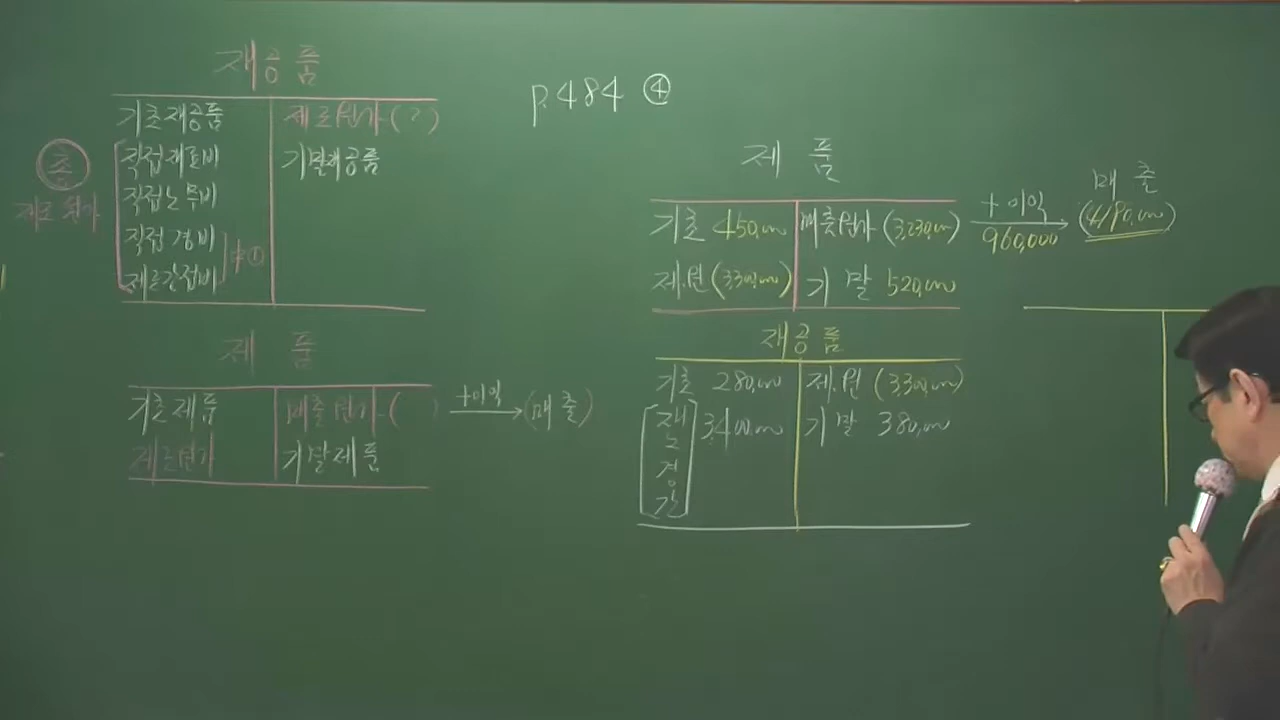 재공품
기초재공품 제조원가(?)
총 직접재료비 기말재공품
제조원가 직접노무비
직접경비
제조간접비
제품
기초제품 매출원가( ) +이익 (매출)
제조원가 기말제품
p.484 ④
제품
기초 450,000 매출원가 (3,230,000) +이익 960,000 매출 (4,190,000)
제.원 (3,300,000) 기말 520,000
재공품
기초 280,000 제.원 (3,300,000)
재 3,400,000 기말 380,000
노
경
간